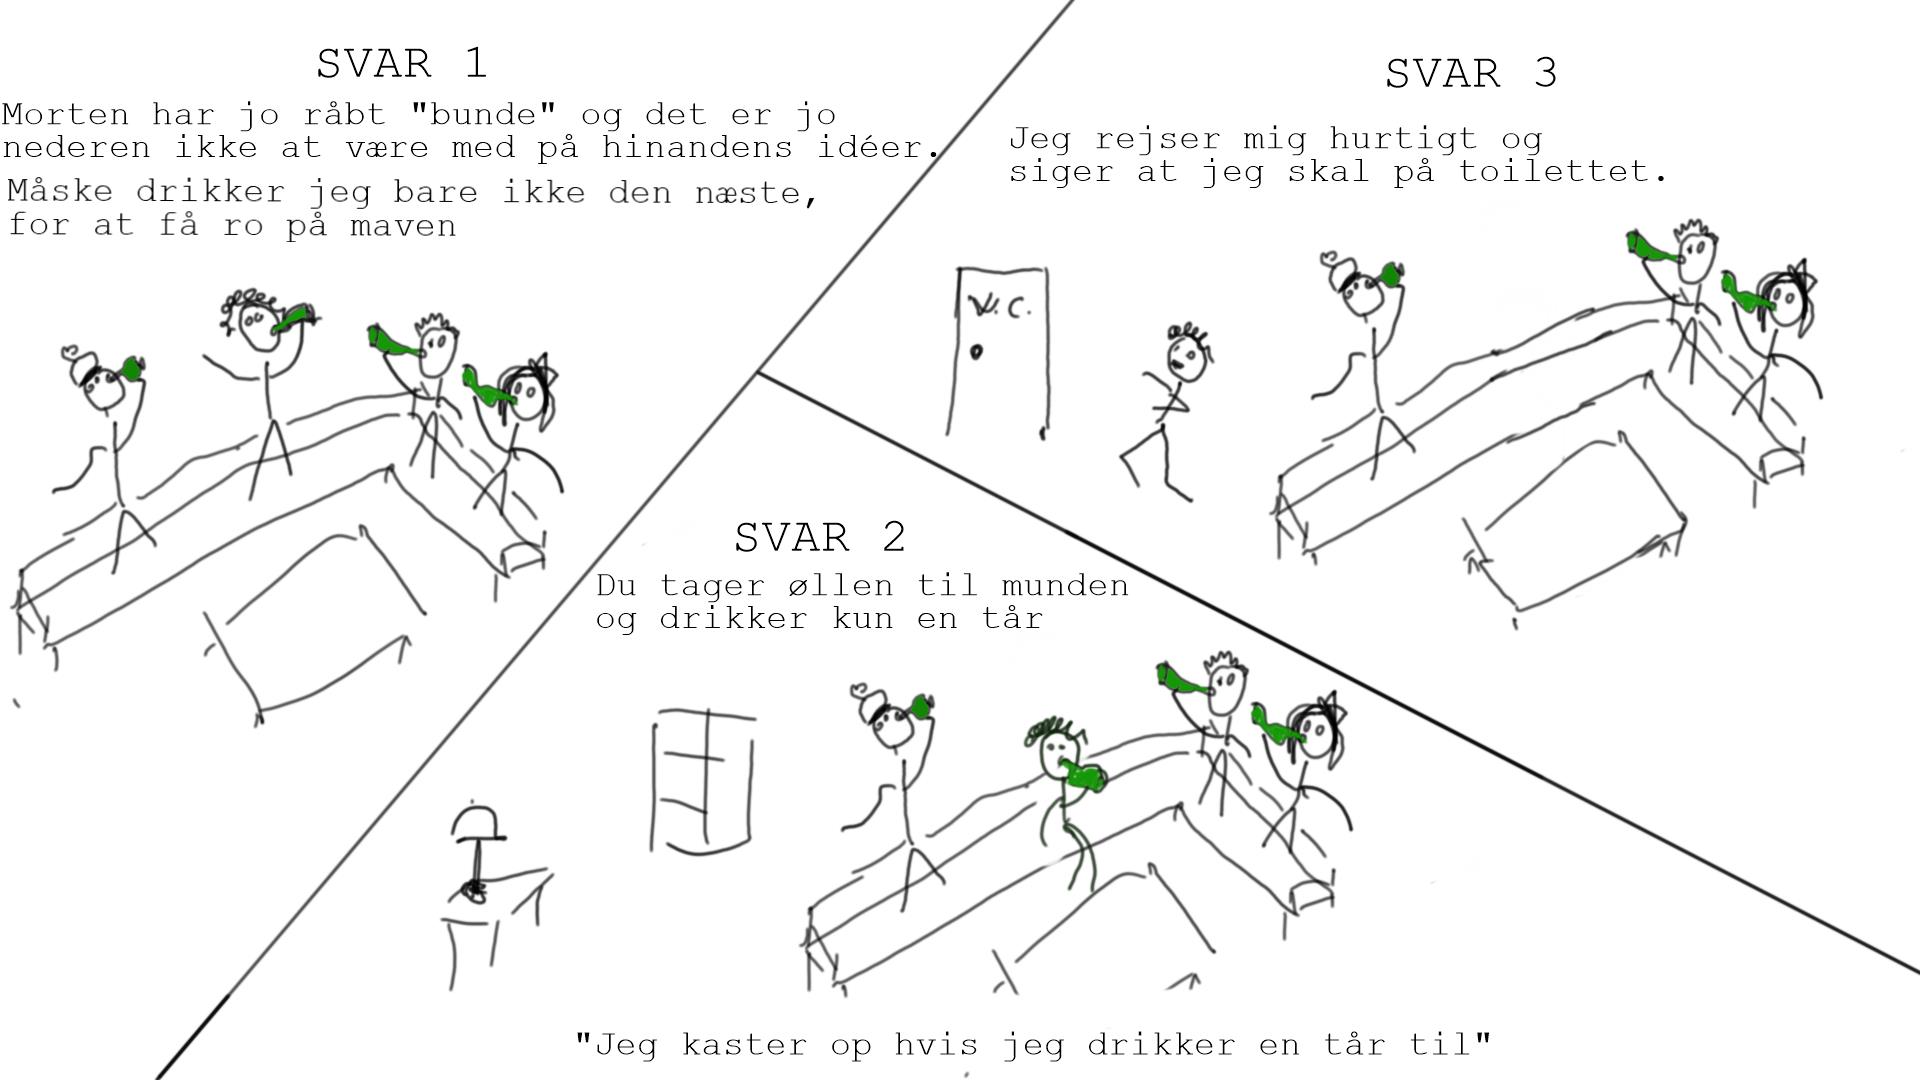 SVAR 1
Morten har jo råbt "bunde" og det er jo
nederen ikke at være med på hinandens idéer.
Måske drikker jeg bare ikke den næste,
for at få ro på maven
SVAR 3
Jeg rejser mig hurtigt og
siger at jeg skal på toilettet.
W.C.
SVAR 2
Du tager øllen til munden
og drikker kun en tår
"Jeg kaster op hvis jeg drikker en tår til"